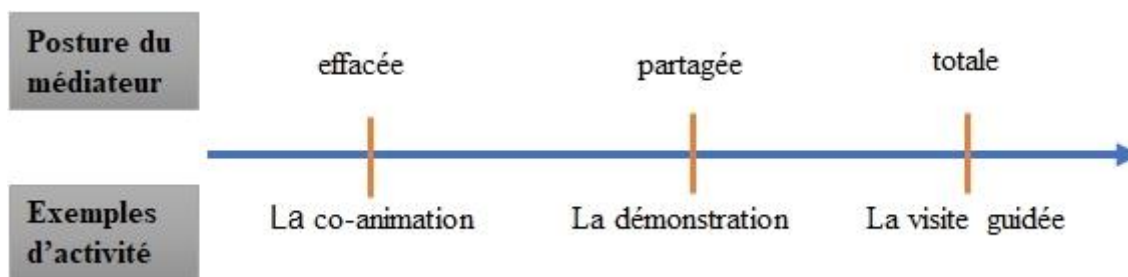 Posture du
médiateur
effacée partagée totale
Exemples
d’activité
La co-animation La démonstration La visite guidée